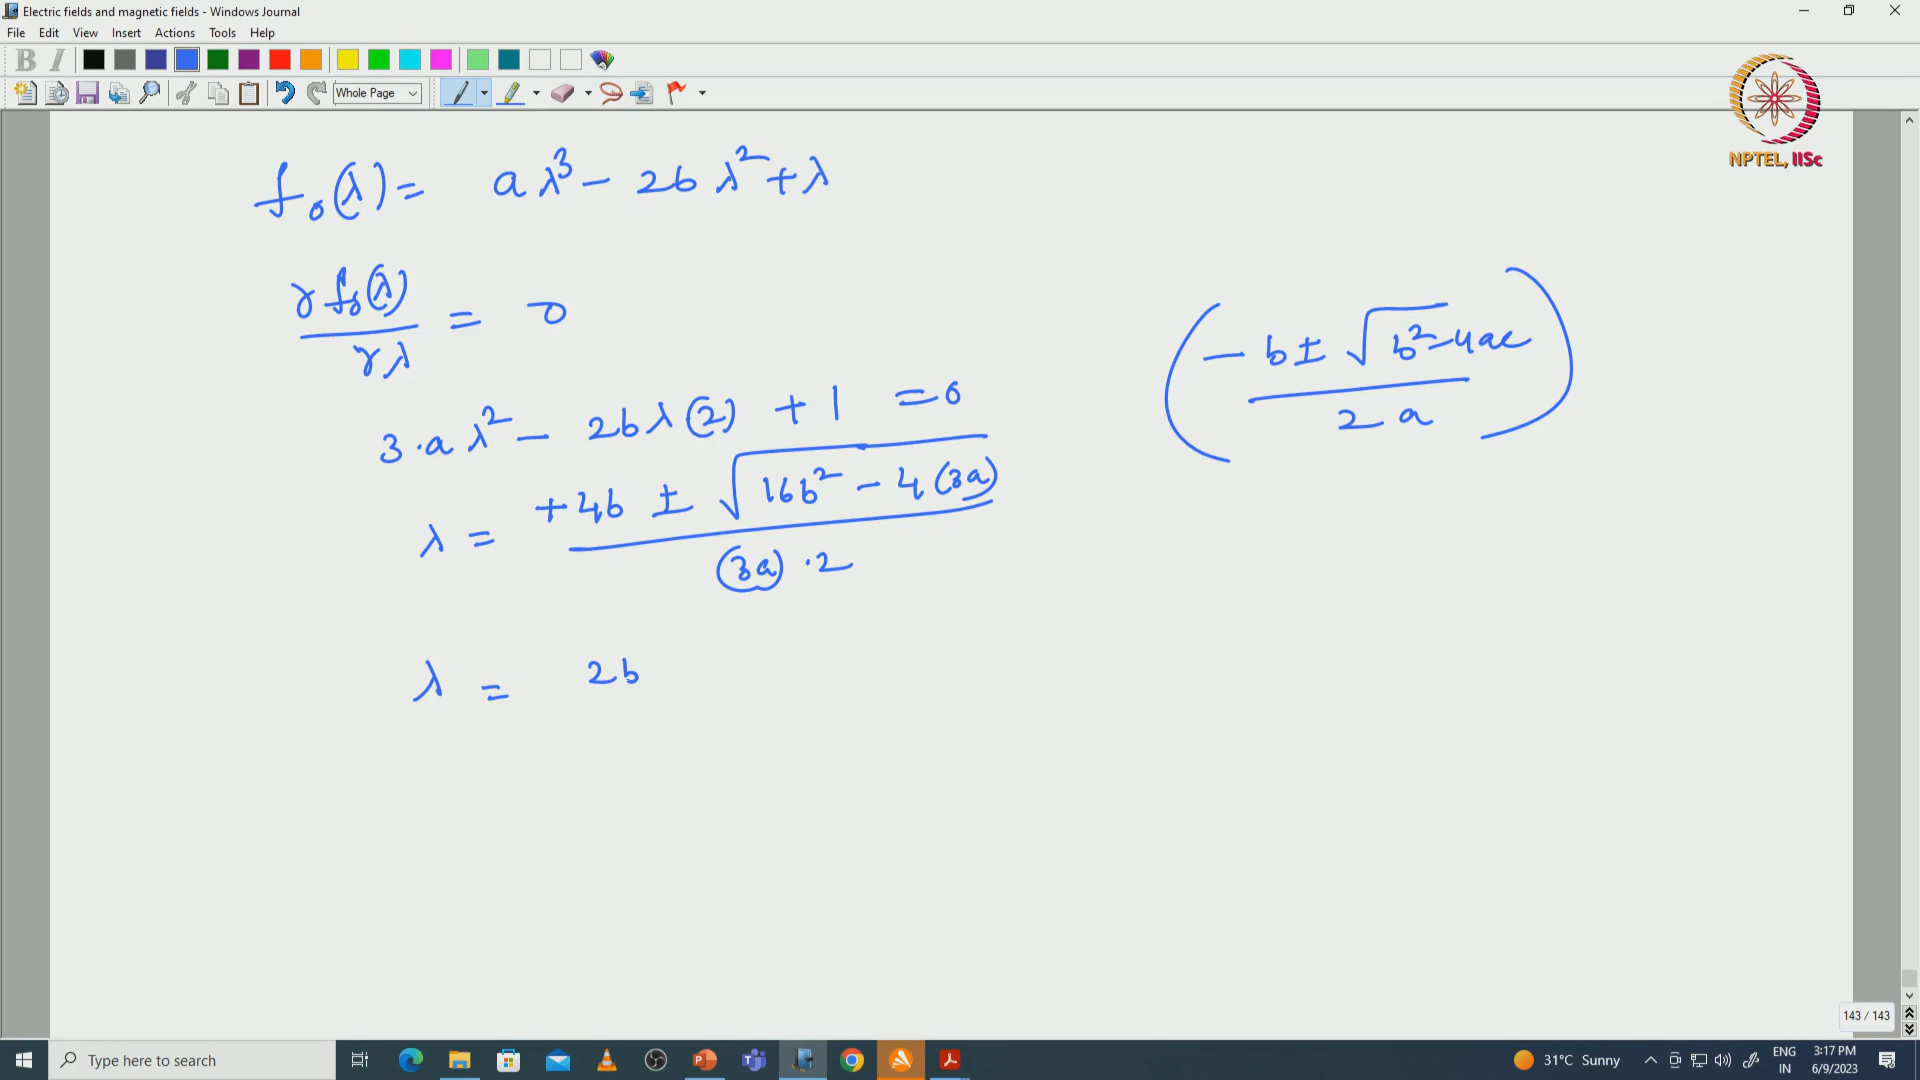 Electric fields and magnetic fields - Windows Journal
File Edit View Insert Actions Tools Help
B I
Whole Page
NPTEL, IISc
f₀(λ) = aλ³ - 2bλ² + λ
γf₀(λ) / γλ = 0
(-b ± √(b²-4ac) / 2a)
3·aλ² - 2bλ(2) + 1 = 0
λ = +4b ± √(16b² - 4(3a)) / (3a)·2
λ = 2b
143 / 143
Type here to search
31°C Sunny
ENG
IN
3:17 PM
6/9/2023